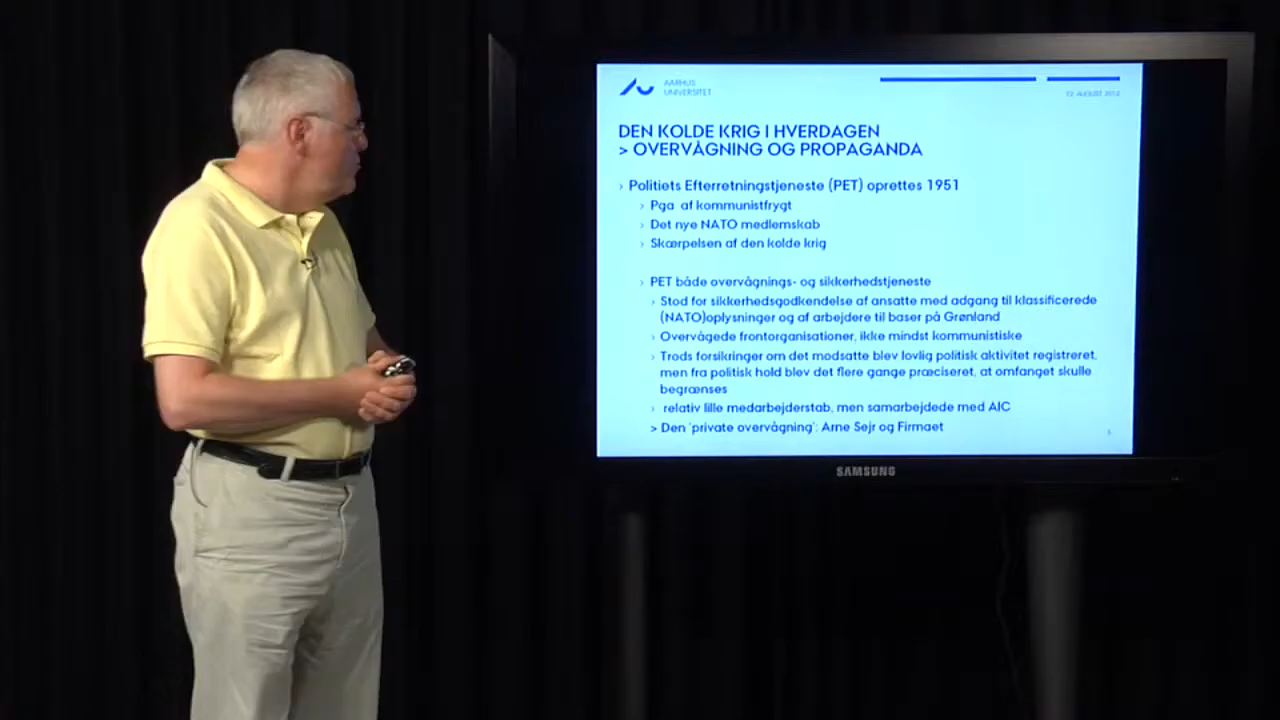 AARHUS
UNIVERSITET
DEN KOLDE KRIG I HVERDAGEN
> OVERVÅGNING OG PROPAGANDA
› Politiets Efterretningstjeneste (PET) oprettes 1951
› Pga af kommunistfrygt
› Det nye NATO medlemskab
› Skærpelsen af den kolde krig
› PET både overvågnings- og sikkerhedstjeneste
› Stod for sikkerhedsgodkendelse af ansatte med adgang til klassificerede
(NATO)oplysninger og af arbejdere til baser på Grønland
› Overvågede frontorganisationer, ikke mindst kommunistiske
› Trods forsikringer om det modsatte blev lovlig politisk aktivitet registreret,
men fra politisk hold blev det flere gange præciseret, at omfanget skulle
begrænses
› relativ lille medarbejderstab, men samarbejdede med AIC
> Den 'private overvågning': Arne Sejr og Firmaet
SAMSUNG